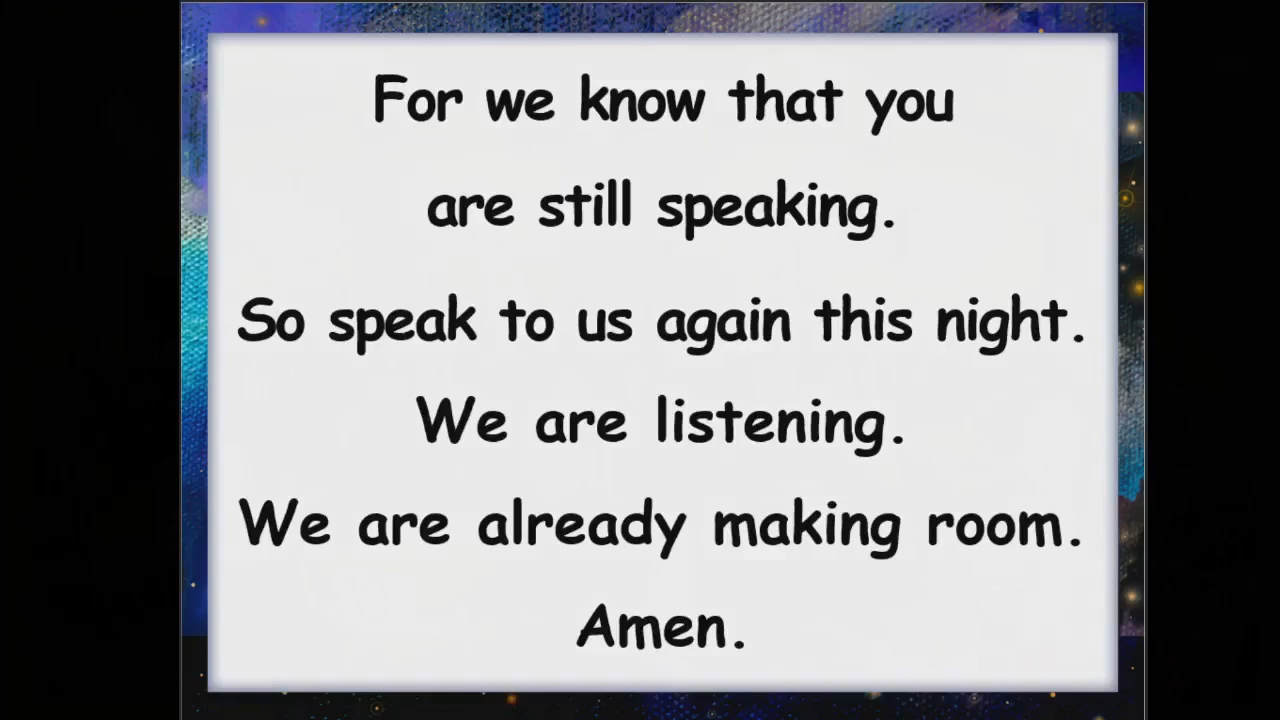 For we know that you
are still speaking.
So speak to us again this night.
We are listening.
We are already making room.
Amen.